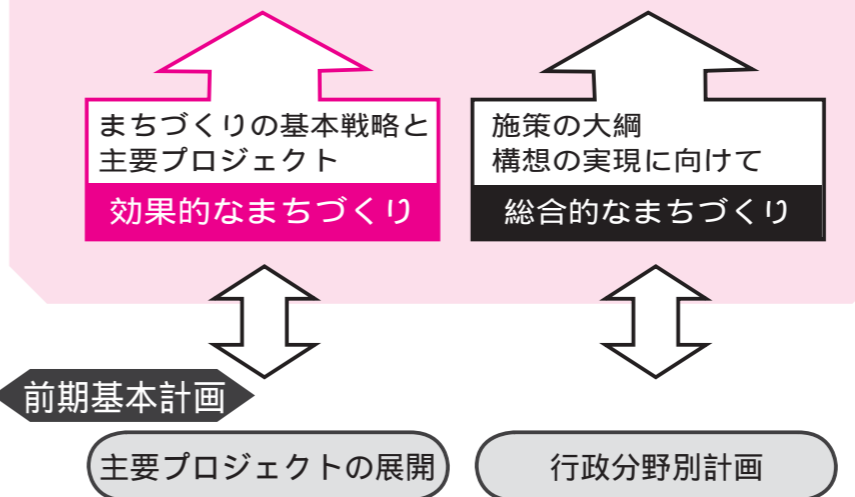 まちづくりの基本戦略と
主要プロジェクト
効果的なまちづくり
施策の大綱
構想の実現に向けて
総合的なまちづくり
前期基本計画
主要プロジェクトの展開
行政分野別計画